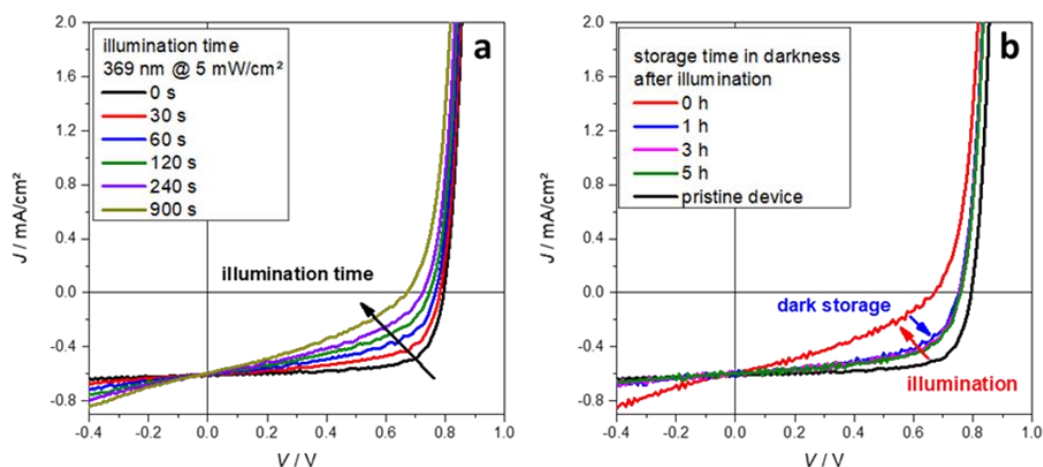 a
illumination time
369 nm @ 5 mW/cm²
0 s
30 s
60 s
120 s
240 s
900 s
illumination time
2.0
1.6
1.2
0.8
0.4
0.0
-0.4
-0.8
J / mA/cm²
-0.4 -0.2 0.0 0.2 0.4 0.6 0.8 1.0
V / V
b
storage time in darkness
after illumination
0 h
1 h
3 h
5 h
pristine device
dark storage
illumination
2.0
1.6
1.2
0.8
0.4
0.0
-0.4
-0.8
J / mA/cm²
-0.4 -0.2 0.0 0.2 0.4 0.6 0.8 1.0
V / V